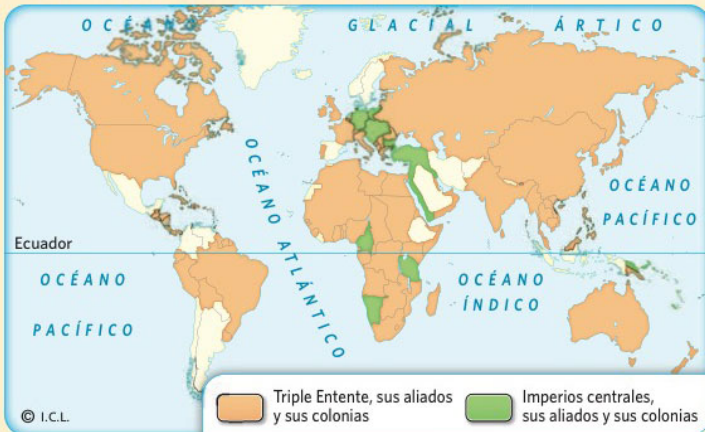 OCÉANO GLACIAL ÁRTICO
OCÉANO ATLÁNTICO
OCÉANO
PACÍFICO
Ecuador
OCÉANO
PACÍFICO
OCÉANO
ÍNDICO
Triple Entente, sus aliados
y sus colonias
Imperios centrales,
sus aliados y sus colonias
© I.C.L.